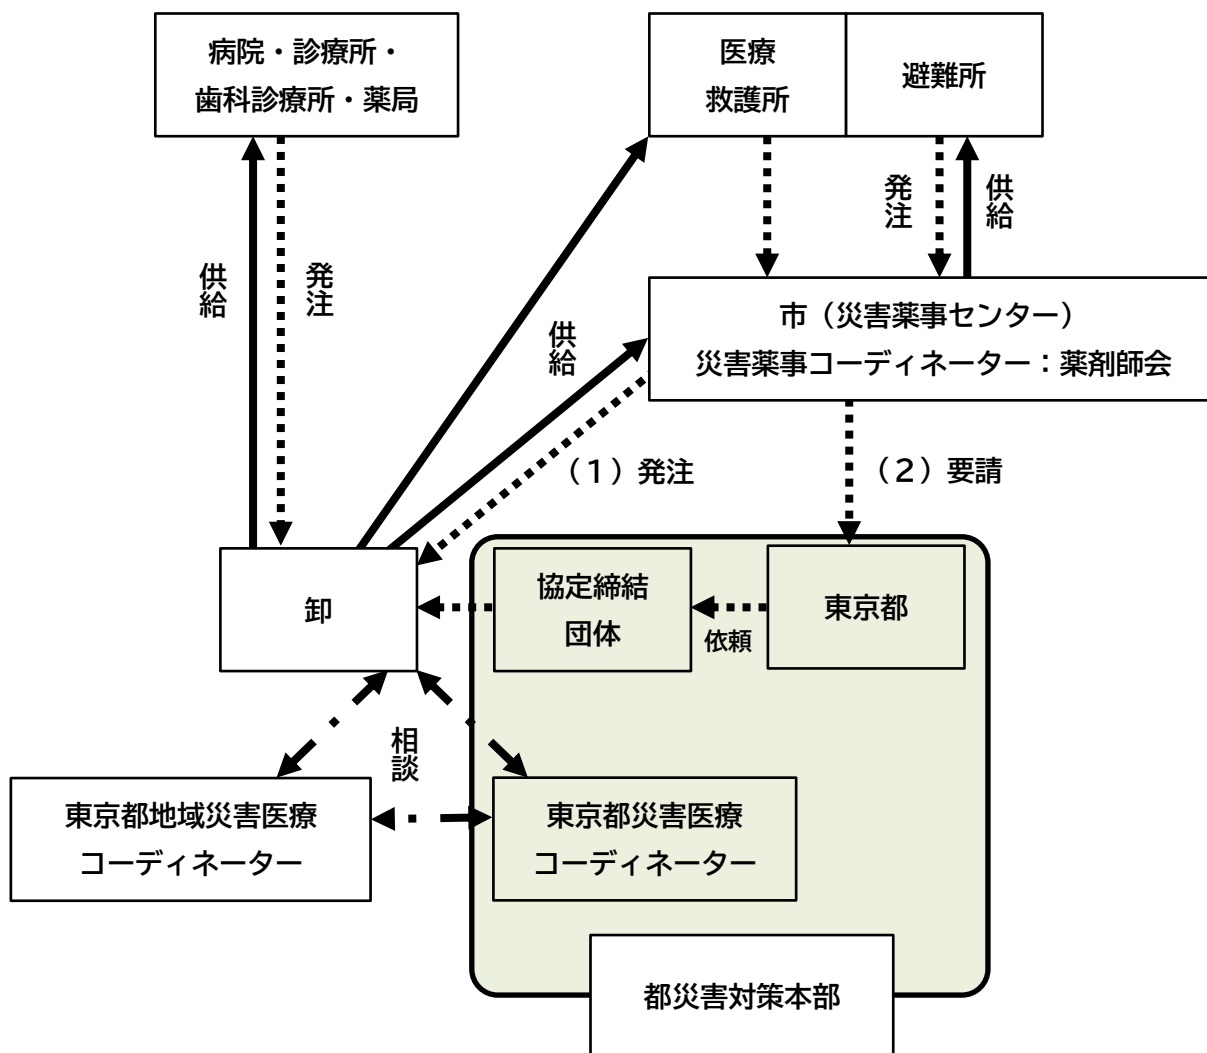 病院・診療所・
歯科診療所・薬局
医療
救護所
避難所
発注
供給
供給
発注
市（災害薬事センター）
災害薬事コーディネーター：薬剤師会
供給
（１）発注
（２）要請
卸
協定締結
団体
依頼
東京都
相談
東京都地域災害医療
コーディネーター
東京都災害医療
コーディネーター
都災害対策本部